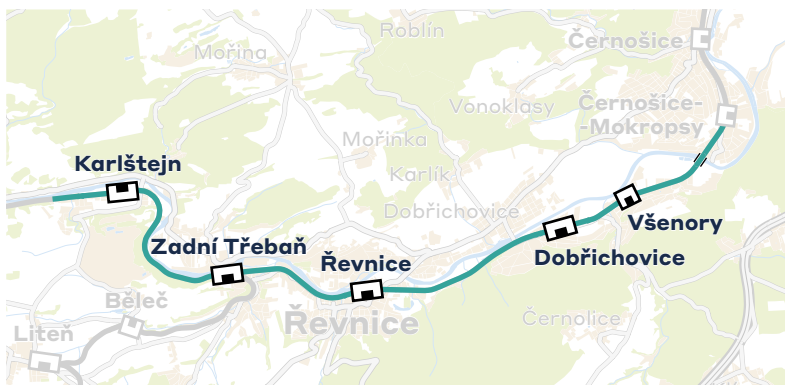 Roblín
Černošice
Mořina
Vonoklasy
Černošice-
-Mokropsy
Mořinka
Karlštejn
Karlík
Dobřichovice
Všenory
Zadní Třebaň
Řevnice
Dobřichovice
Běleč
Řevnice
Černolice
Liteň